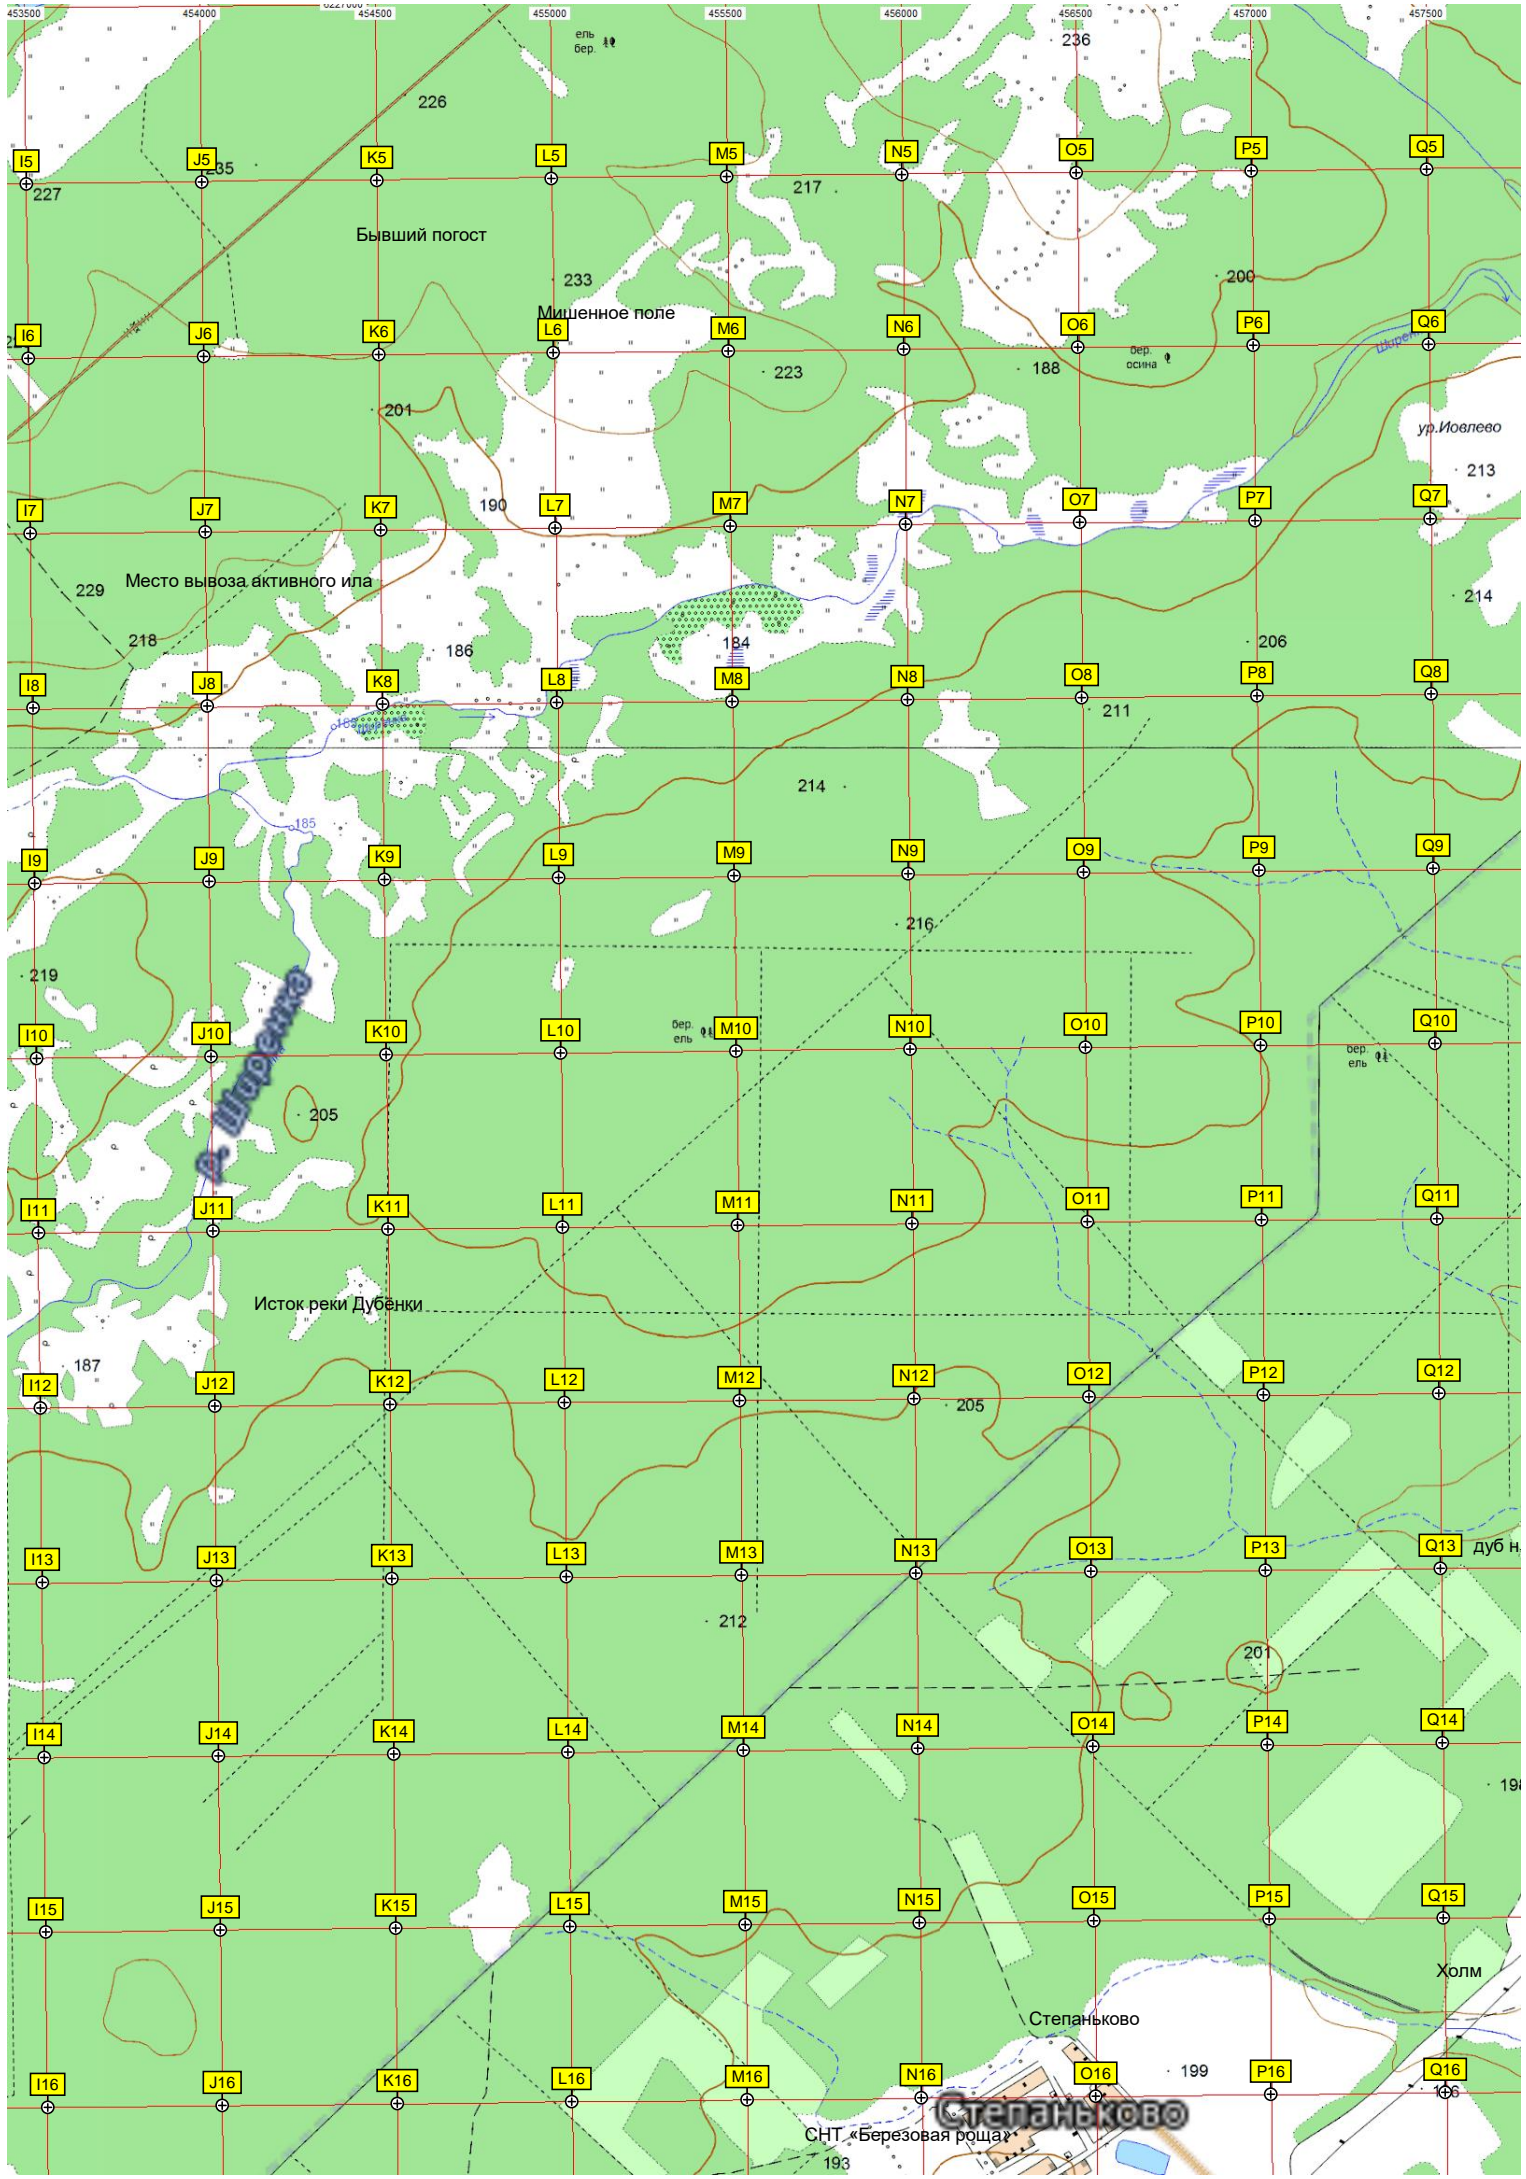 6227000
453500 454000 454500 455000 455500 456000 456500 457000 457500
ель
бер.
236
226
I5 J5 K5 L5 M5 N5 O5 P5 Q5
235
227
217
Бывший погост
233
200
Мишенное поле
I6 J6 K6 L6 M6 N6 O6 P6 Q6
бер.
осина
223
188
201
ур.Иовлево
213
190
I7 J7 K7 L7 M7 N7 O7 P7 Q7
Место вывоза активного ила
229
214
218
186
184
206
I8 J8 K8 L8 M8 N8 O8 P8 Q8
211
185
214
185
I9 J9 K9 L9 M9 N9 O9 P9 Q9
216
219
р. Ширенка
бер.
ель
I10 J10 K10 L10 M10 N10 O10 P10 Q10
бер.
ель
205
I11 J11 K11 L11 M11 N11 O11 P11 Q11
Исток реки Дубёнки
187
I12 J12 K12 L12 M12 N12 O12 P12 Q12
205
I13 J13 K13 L13 M13 N13 O13 P13 Q13
дуб н
212
201
I14 J14 K14 L14 M14 N14 O14 P14 Q14
198
I15 J15 K15 L15 M15 N15 O15 P15 Q15
Холм
Степаньково
199
I16 J16 K16 L16 M16 N16 O16 P16 Q16
Степаньково
СНТ «Березовая роща»
193